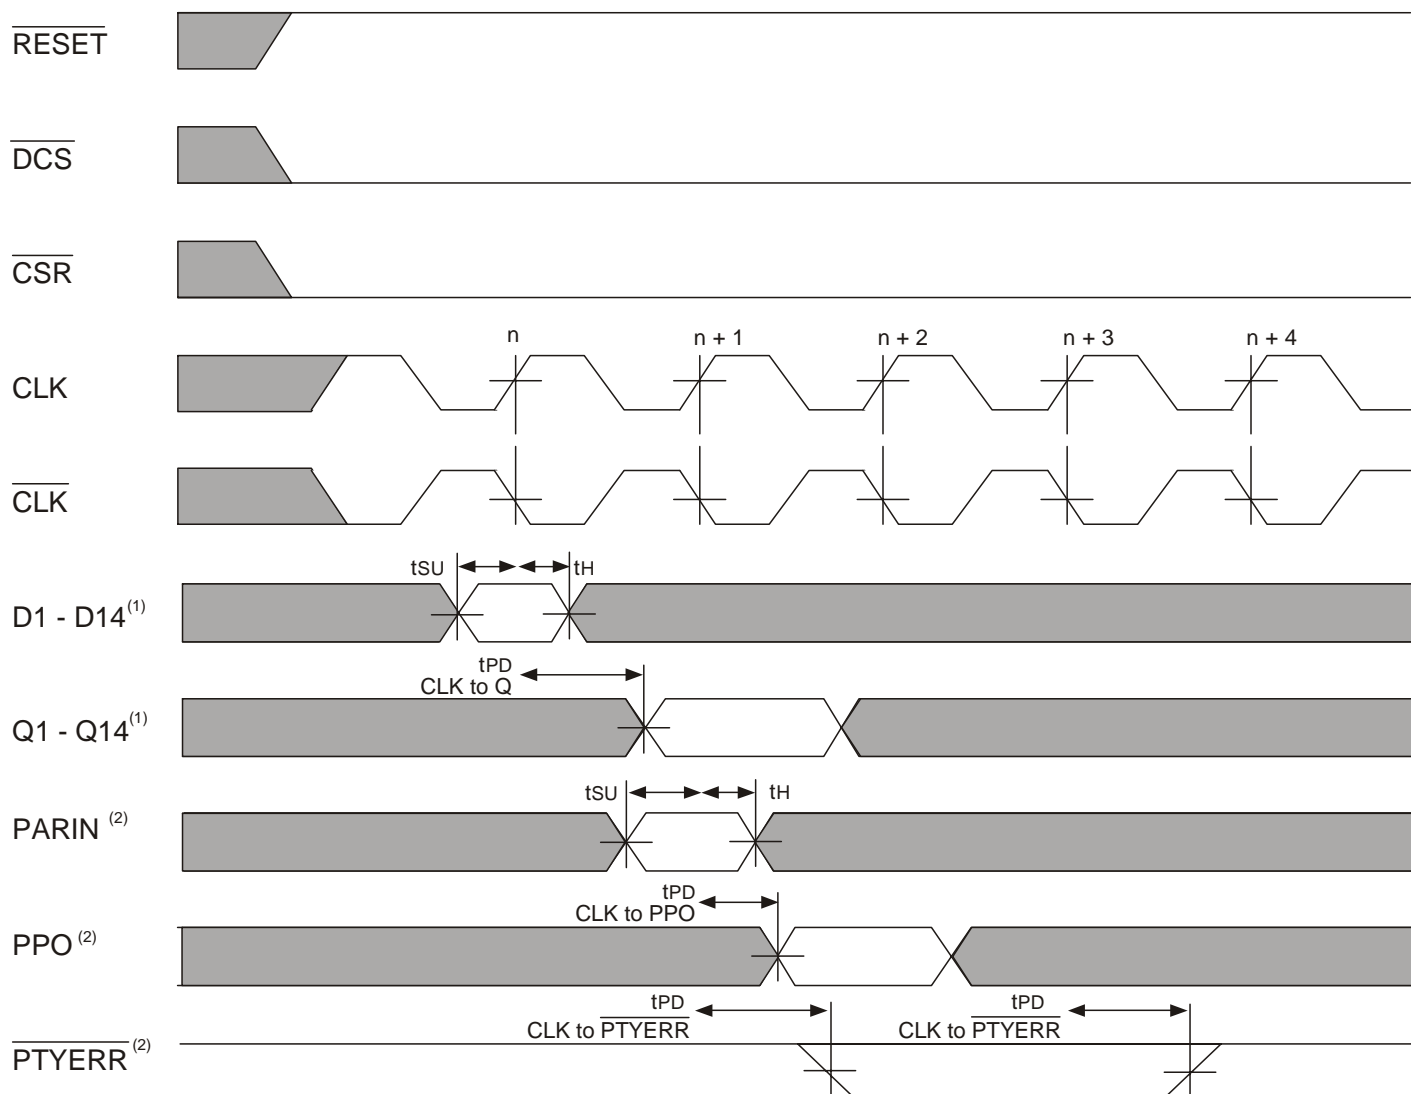 RESET
DCS
CSR
n n + 1 n + 2 n + 3 n + 4
CLK
CLK
tSU tH
D1 - D14(1)
tPD
CLK to Q
Q1 - Q14(1)
tSU tH
PARIN (2)
tPD
CLK to PPO
PPO (2)
tPD tPD
CLK to PTYERR CLK to PTYERR
PTYERR (2)